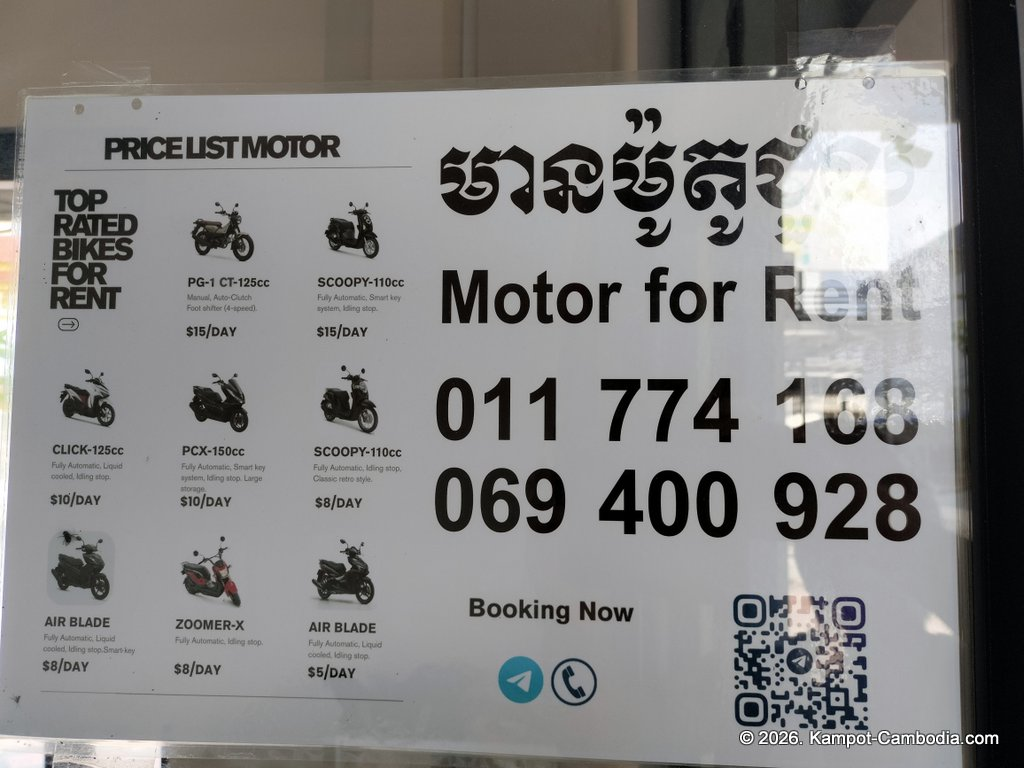 PRICE LIST MOTOR
TOP
RATED
BIKES
FOR
RENT
PG-1 CT-125cc
Manual, Auto-Clutch
Foot shifter (4-speed).
$15/DAY
SCOOPY-110cc
Fully Automatic, Smart key
system, Idling stop.
$15/DAY
CLICK-125cc
Fully Automatic, Liquid
cooled, Idling stop.
$10/DAY
PCX-150cc
Fully Automatic, Smart key
system, Idling stop. Large
storage.
$10/DAY
SCOOPY-110cc
Fully Automatic, Idling stop,
Classic retro style.
$8/DAY
AIR BLADE
Fully Automatic, Liquid
cooled, Idling stop.Smart-key
$8/DAY
ZOOMER-X
Fully Automatic, Idling stop.
$8/DAY
AIR BLADE
Fully Automatic, Liquid
cooled, Idling stop.
$5/DAY
មានម៉ូតូ
Motor for Rent
011 774 168
069 400 928
Booking Now
© 2026. Kampot-Cambodia.com